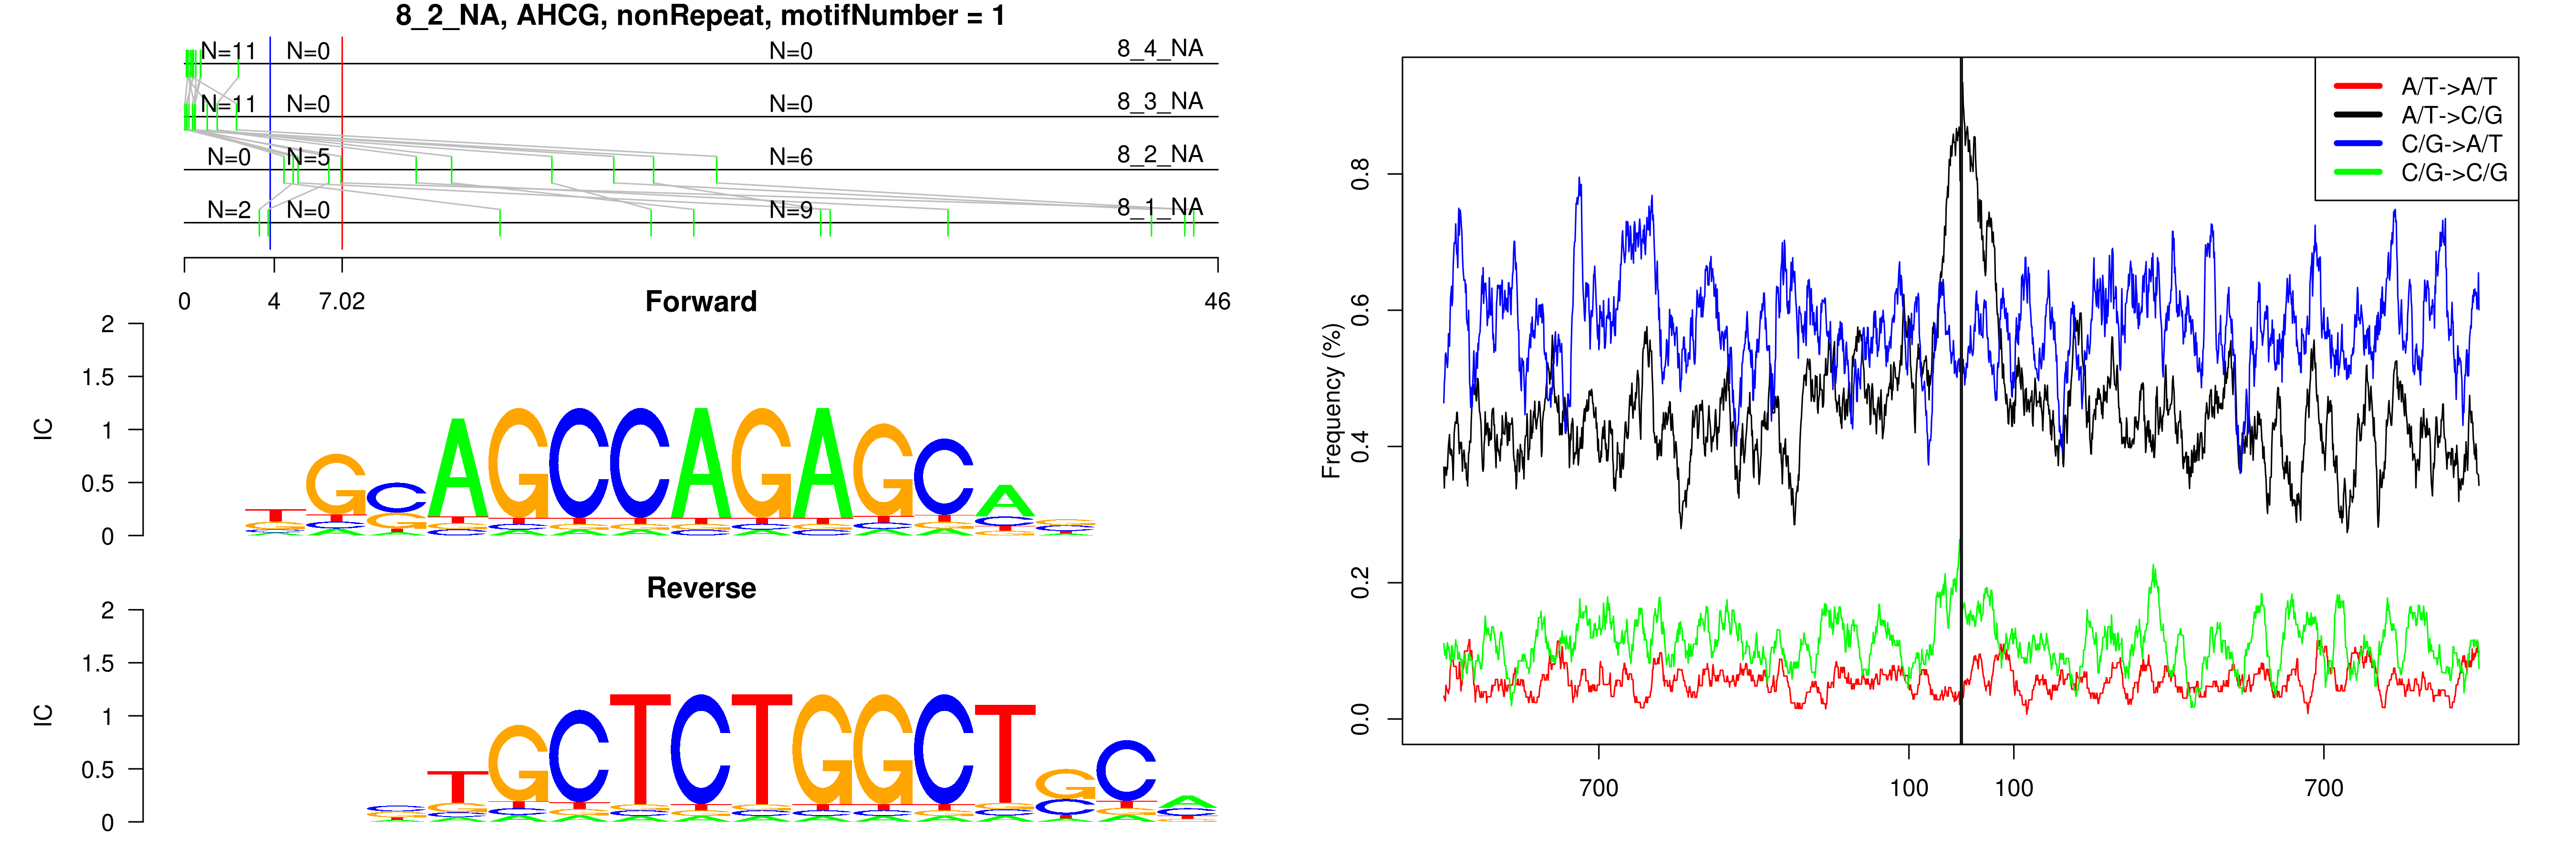 8_2_NA, AHCG, nonRepeat, motifNumber = 1
N=11 N=0 N=0 8_4_NA
N=11 N=0 N=0 8_3_NA
N=0 N=5 N=6 8_2_NA
N=2 N=0 N=9 8_1_NA
0 4 7.02 46
Forward
IC
2
1.5
1
0.5
0
T G C A G C C A G A G C A
Reverse
IC
2
1.5
1
0.5
0
T G C T C T G G C T G C A
Frequency (%)
0.8
0.6
0.4
0.2
0.0
700 100 100 700
A/T->A/T
A/T->C/G
C/G->A/T
C/G->C/G